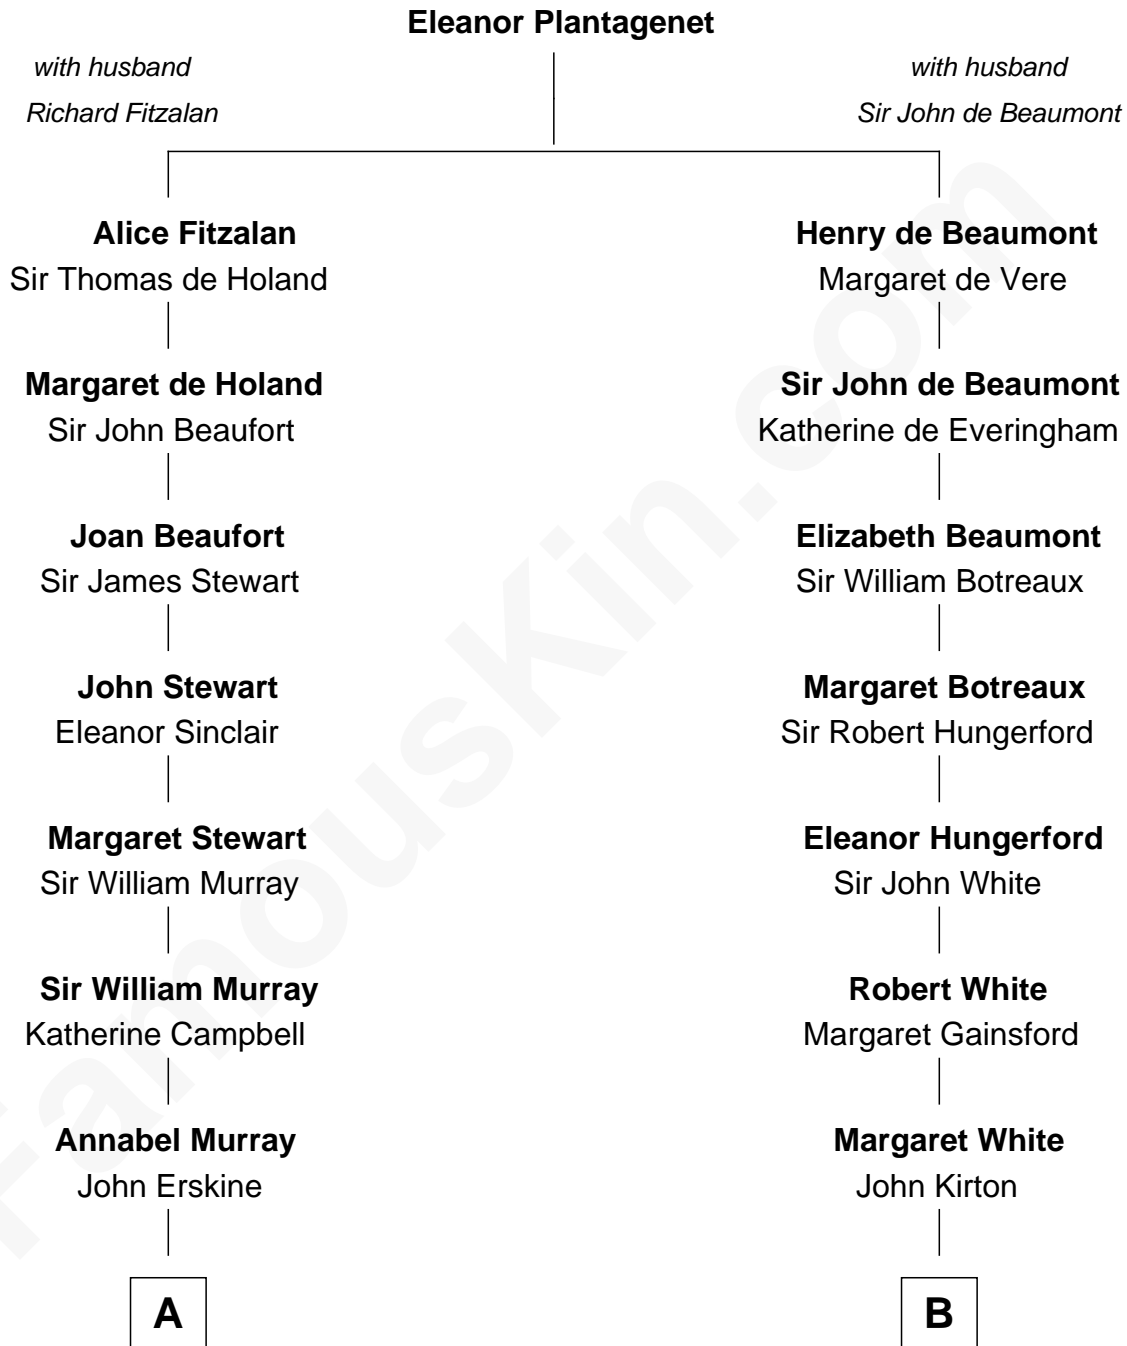 Eleanor Plantagenet
with husband
Richard Fitzalan
with husband
Sir John de Beaumont
Alice Fitzalan
Sir Thomas de Holand
Henry de Beaumont
Margaret de Vere
Margaret de Holand
Sir John Beaufort
Sir John de Beaumont
Katherine de Everingham
Joan Beaufort
Sir James Stewart
Elizabeth Beaumont
Sir William Botreaux
John Stewart
Eleanor Sinclair
Margaret Botreaux
Sir Robert Hungerford
Margaret Stewart
Sir William Murray
Eleanor Hungerford
Sir John White
Sir William Murray
Katherine Campbell
Robert White
Margaret Gainsford
Annabel Murray
John Erskine
Margaret White
John Kirton
A
B
FamousKin.com